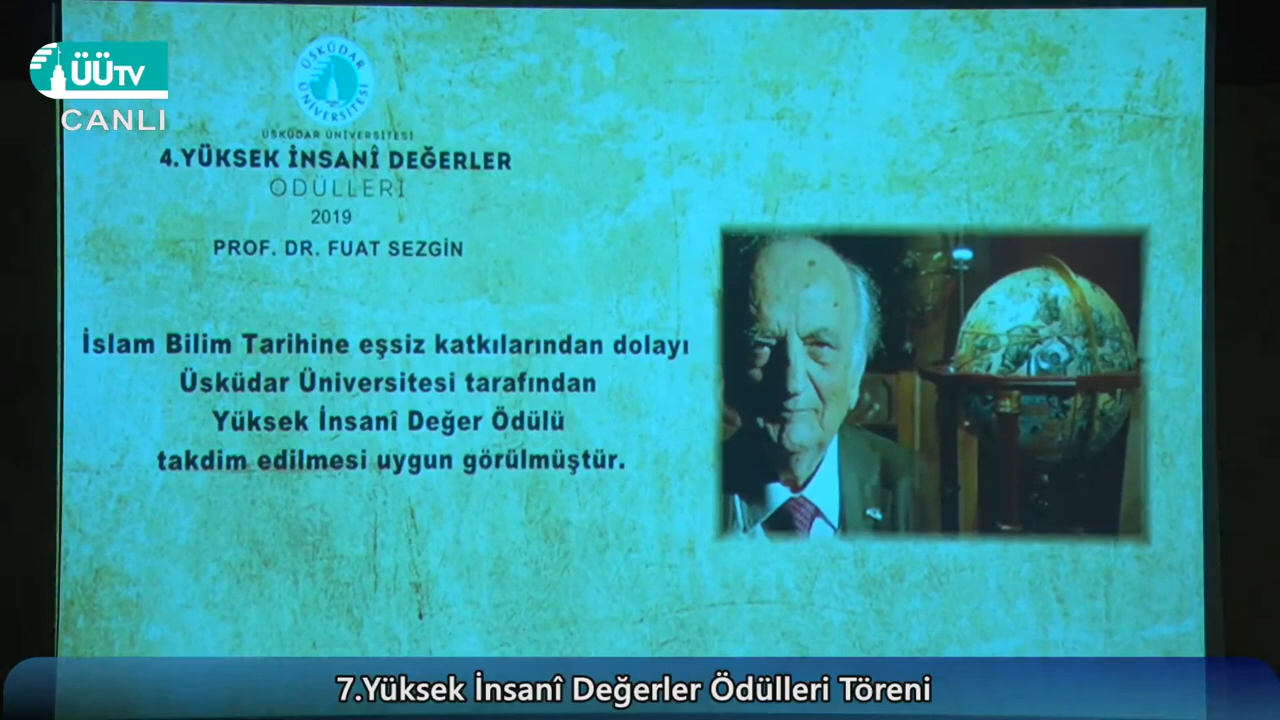 ÜÜTV
CANLI
ÜSKÜDAR ÜNİVERSİTESİ
ÜSKÜDAR ÜNİVERSİTESİ
4.YÜKSEK İNSANÎ DEĞERLER
ÖDÜLLERİ
2019
PROF. DR. FUAT SEZGİN
İslam Bilim Tarihine eşsiz katkılarından dolayı
Üsküdar Üniversitesi tarafından
Yüksek İnsanî Değer Ödülü
takdim edilmesi uygun görülmüştür.
7.Yüksek İnsanî Değerler Ödülleri Töreni